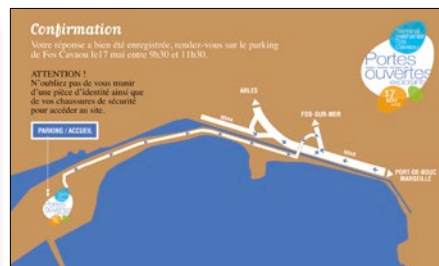 Confirmation
Votre réponse a bien été enregistrée, rendez-vous sur le parking
de Fos Cavaou le17 mai entre 9h30 et 11h30.
ATTENTION !
N'oubliez pas de vous munir
d'une pièce d'identité ainsi que
de vos chaussures de sécurité
pour accéder au site.
PARKING / ACCUEIL
ARLES
FOS-SUR-MER
PORT-DE-BOUC
MARSEILLE
Portes
ouvertes
17